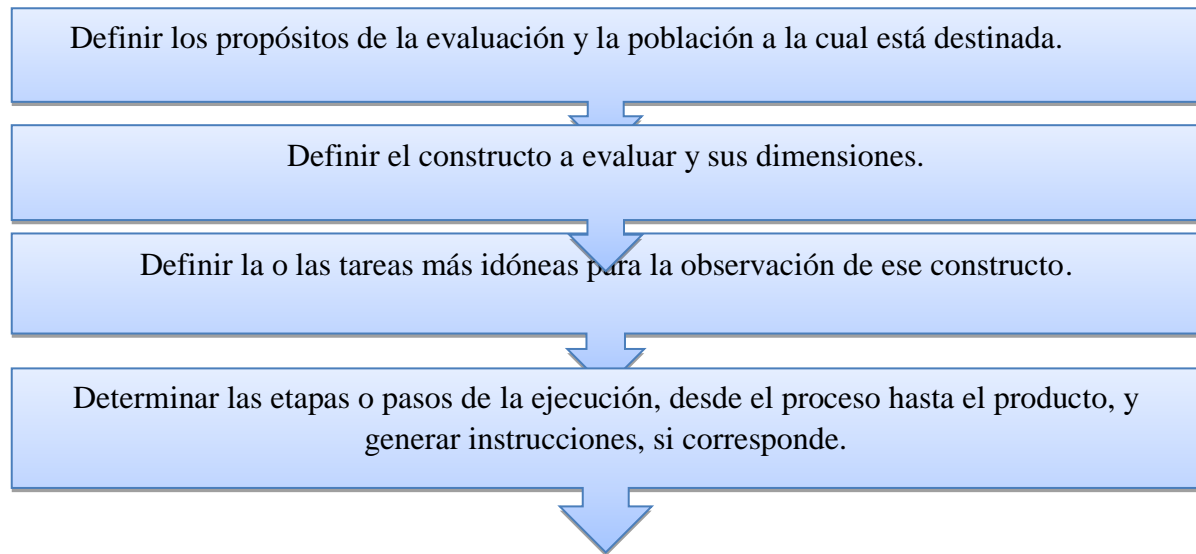 Definir los propósitos de la evaluación y la población a la cual está destinada.
Definir el constructo a evaluar y sus dimensiones.
Definir la o las tareas más idóneas para la observación de ese constructo.
Determinar las etapas o pasos de la ejecución, desde el proceso hasta el producto, y
generar instrucciones, si corresponde.